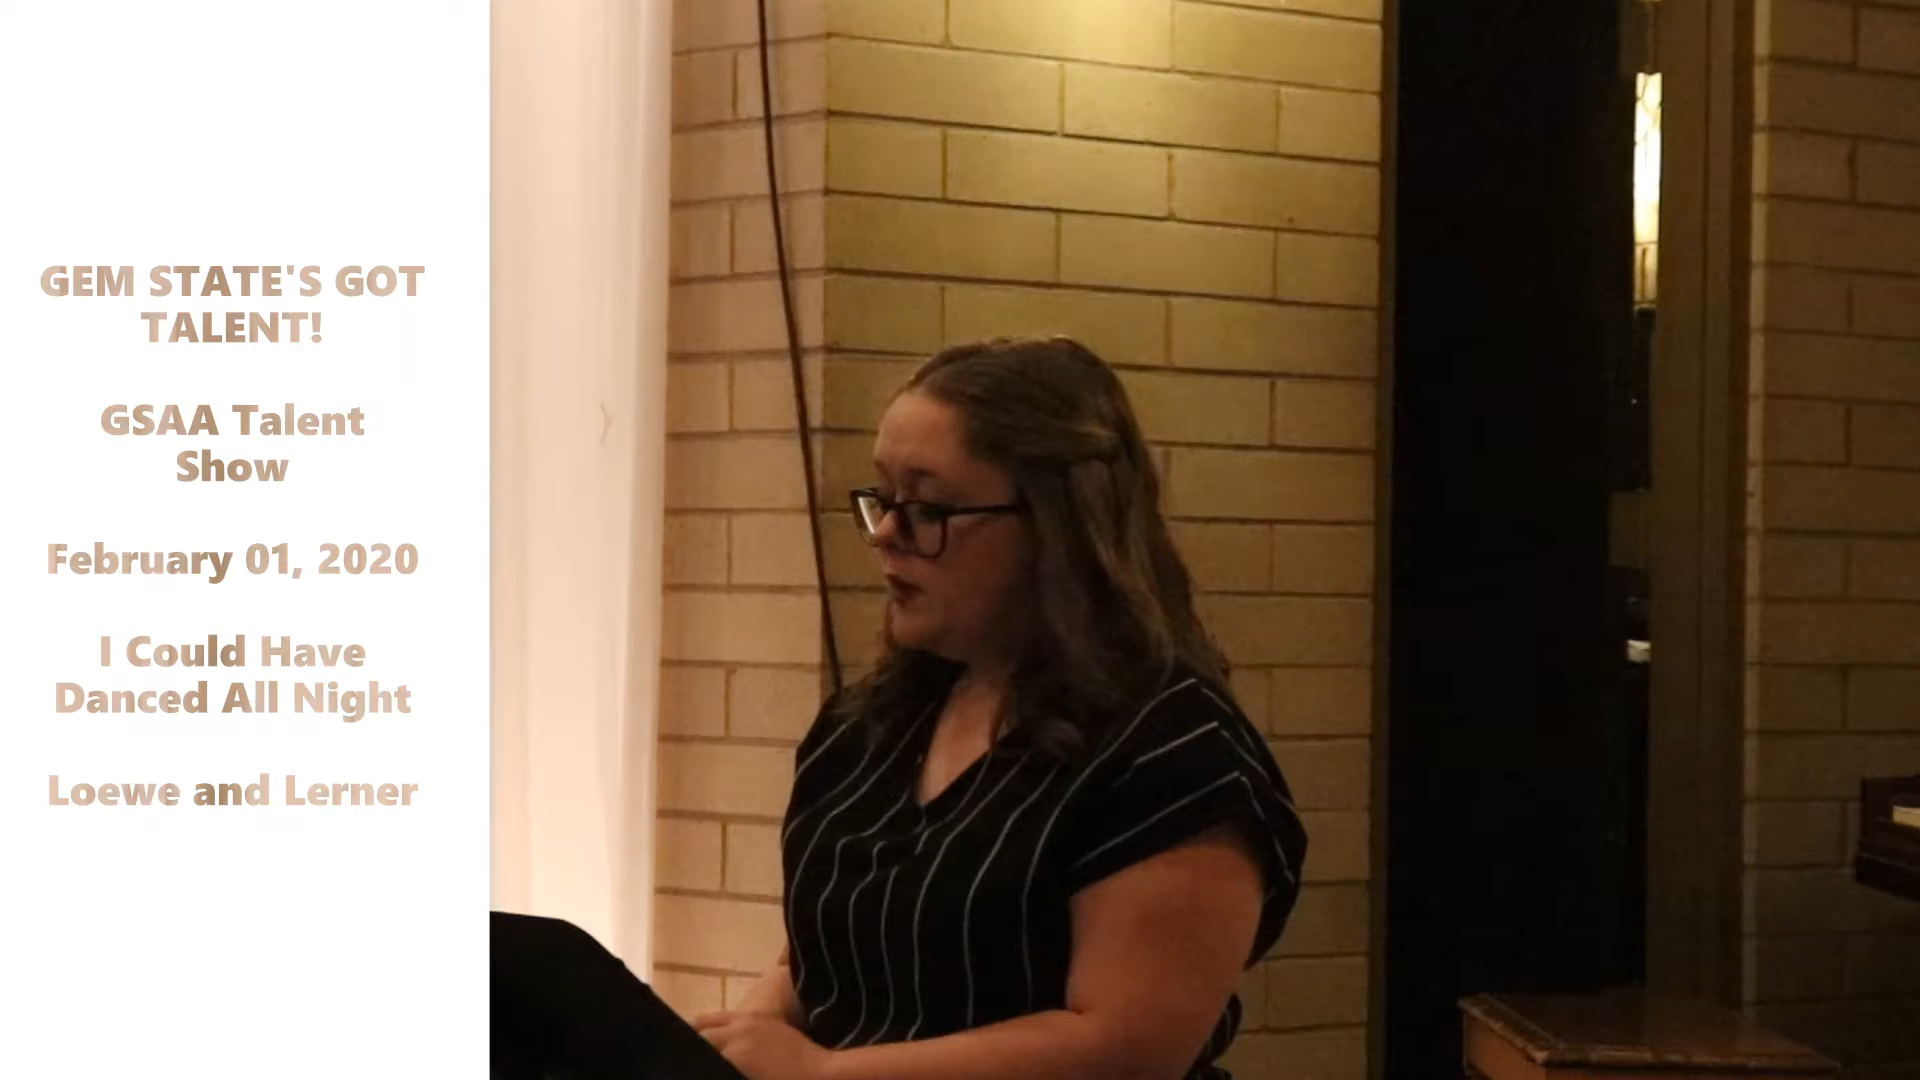 GEM STATE'S GOT
TALENT!
GSAA Talent
Show
February 01, 2020
I Could Have
Danced All Night
Loewe and Lerner